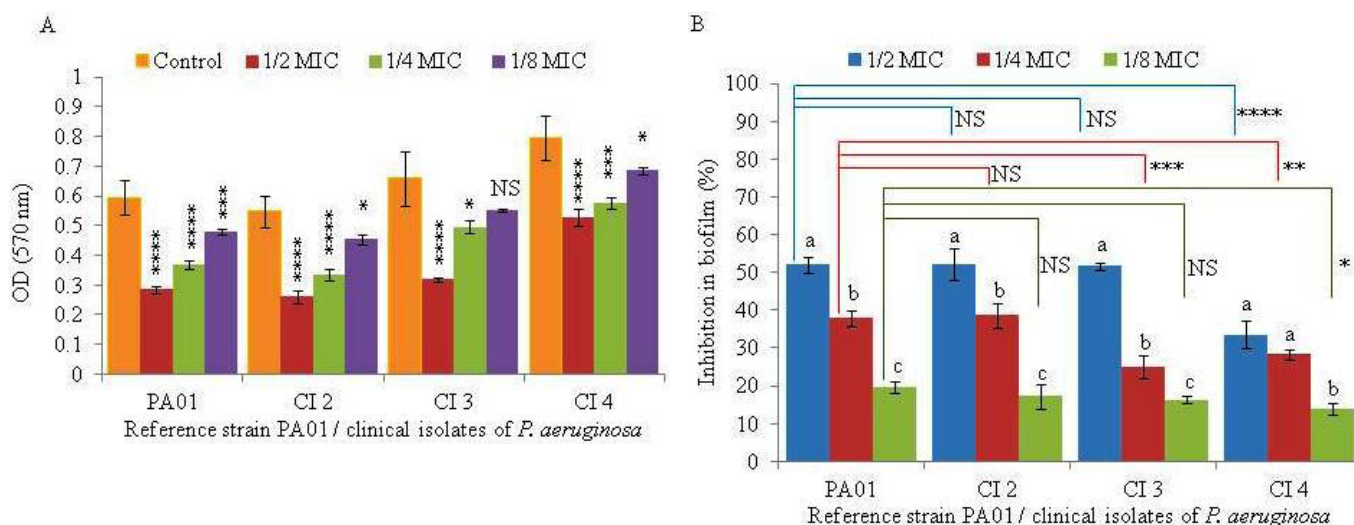 A
Control 1/2 MIC 1/4 MIC 1/8 MIC
1
0.9
0.8
0.7
0.6
0.5
0.4
0.3
0.2
0.1
0
OD (570 nm)
**** **** ***
**** **** *
**** * NS
**** *** *
PA01 CI 2 CI 3 CI 4
Reference strain PA01 / clinical isolates of P. aeruginosa
B
1/2 MIC 1/4 MIC 1/8 MIC
100
90
80
70
60
50
40
30
20
10
0
Inhibition in biofilm (%)
NS NS ****
NS *** **
NS NS *
a b c
a b c
a b c
a a b
PA01 CI 2 CI 3 CI 4
Reference strain PA01 / clinical isolates of P. aeruginosa